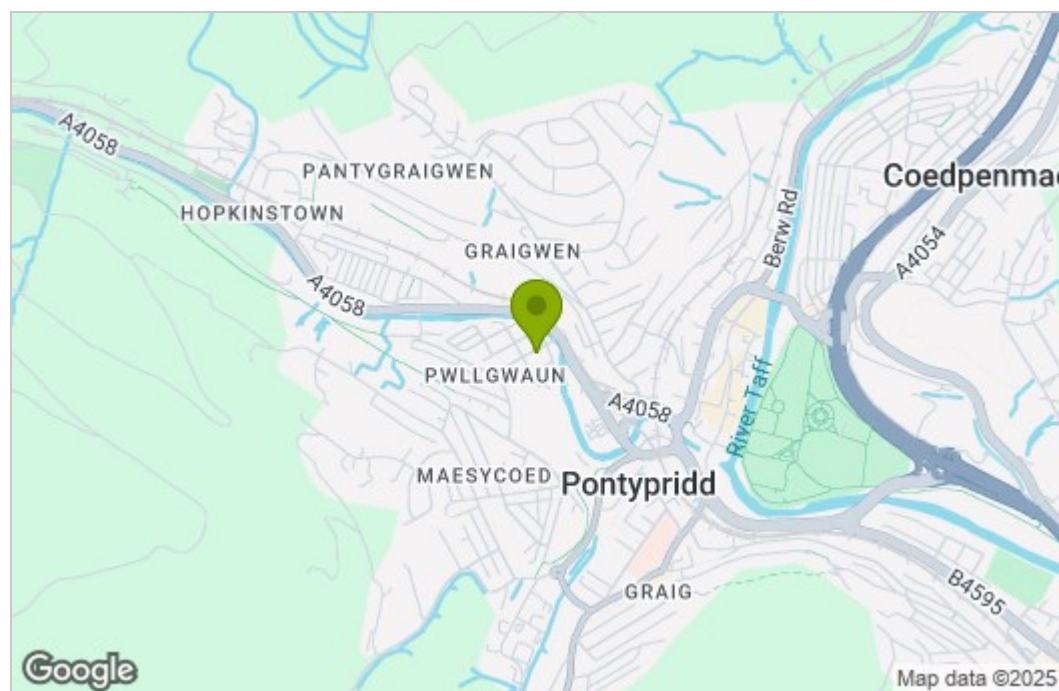 A4058
PANTYGRAIGWEN
Coedpenmae
HOPKINSTOWN
Berw Rd
A4054
GRAIGWEN
A4058
PWLLGWAUN
A4058
River Taff
MAESYCOED
Pontypridd
GRAIG
B4595
Google
Map data ©2025